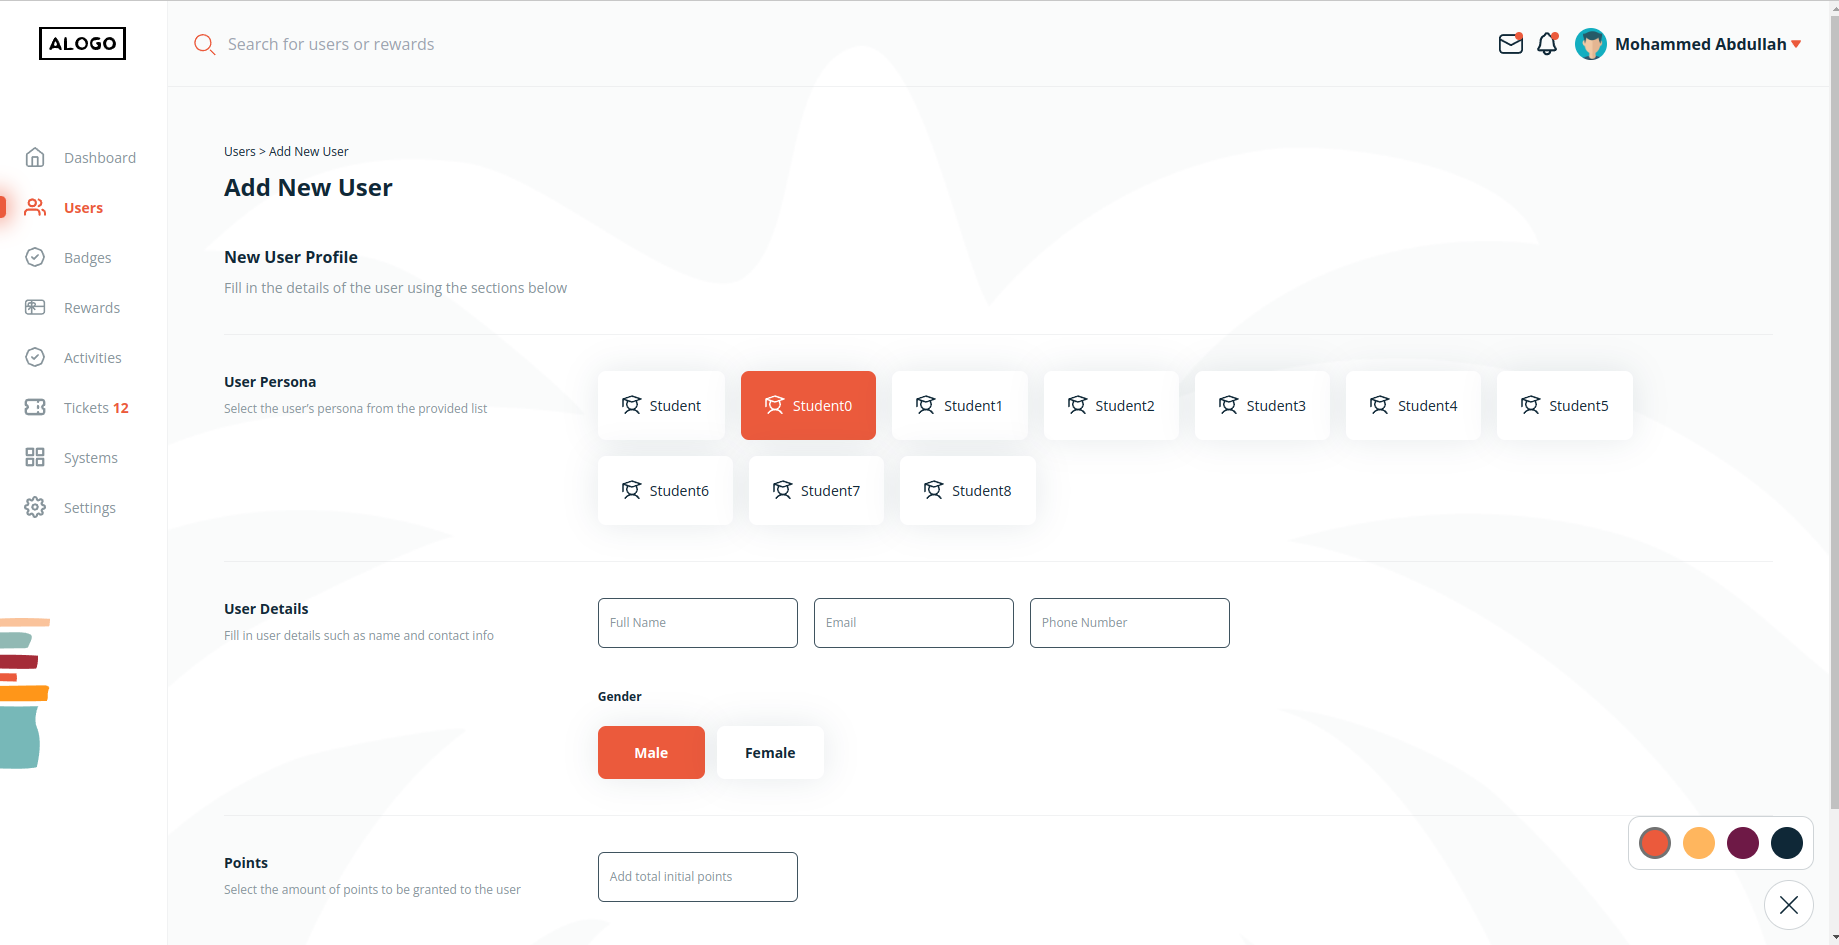 ALOGO
Search for users or rewards
Mohammed Abdullah
Dashboard
Users
Badges
Rewards
Activities
Tickets 12
Systems
Settings
Users > Add New User
Add New User
New User Profile
Fill in the details of the user using the sections below
User Persona
Select the user's persona from the provided list
Student
Student0
Student1
Student2
Student3
Student4
Student5
Student6
Student7
Student8
User Details
Fill in user details such as name and contact info
Full Name
Email
Phone Number
Gender
Male
Female
Points
Select the amount of points to be granted to the user
Add total initial points